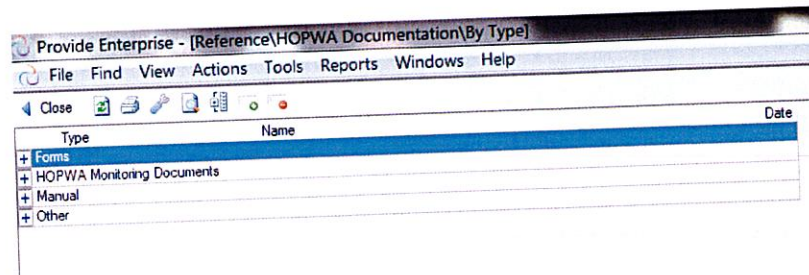 Provide Enterprise - [Reference\HOPWA Documentation\By Type]
File Find View Actions Tools Reports Windows Help
Close
Type Name Date
+ Forms
+ HOPWA Monitoring Documents
+ Manual
+ Other